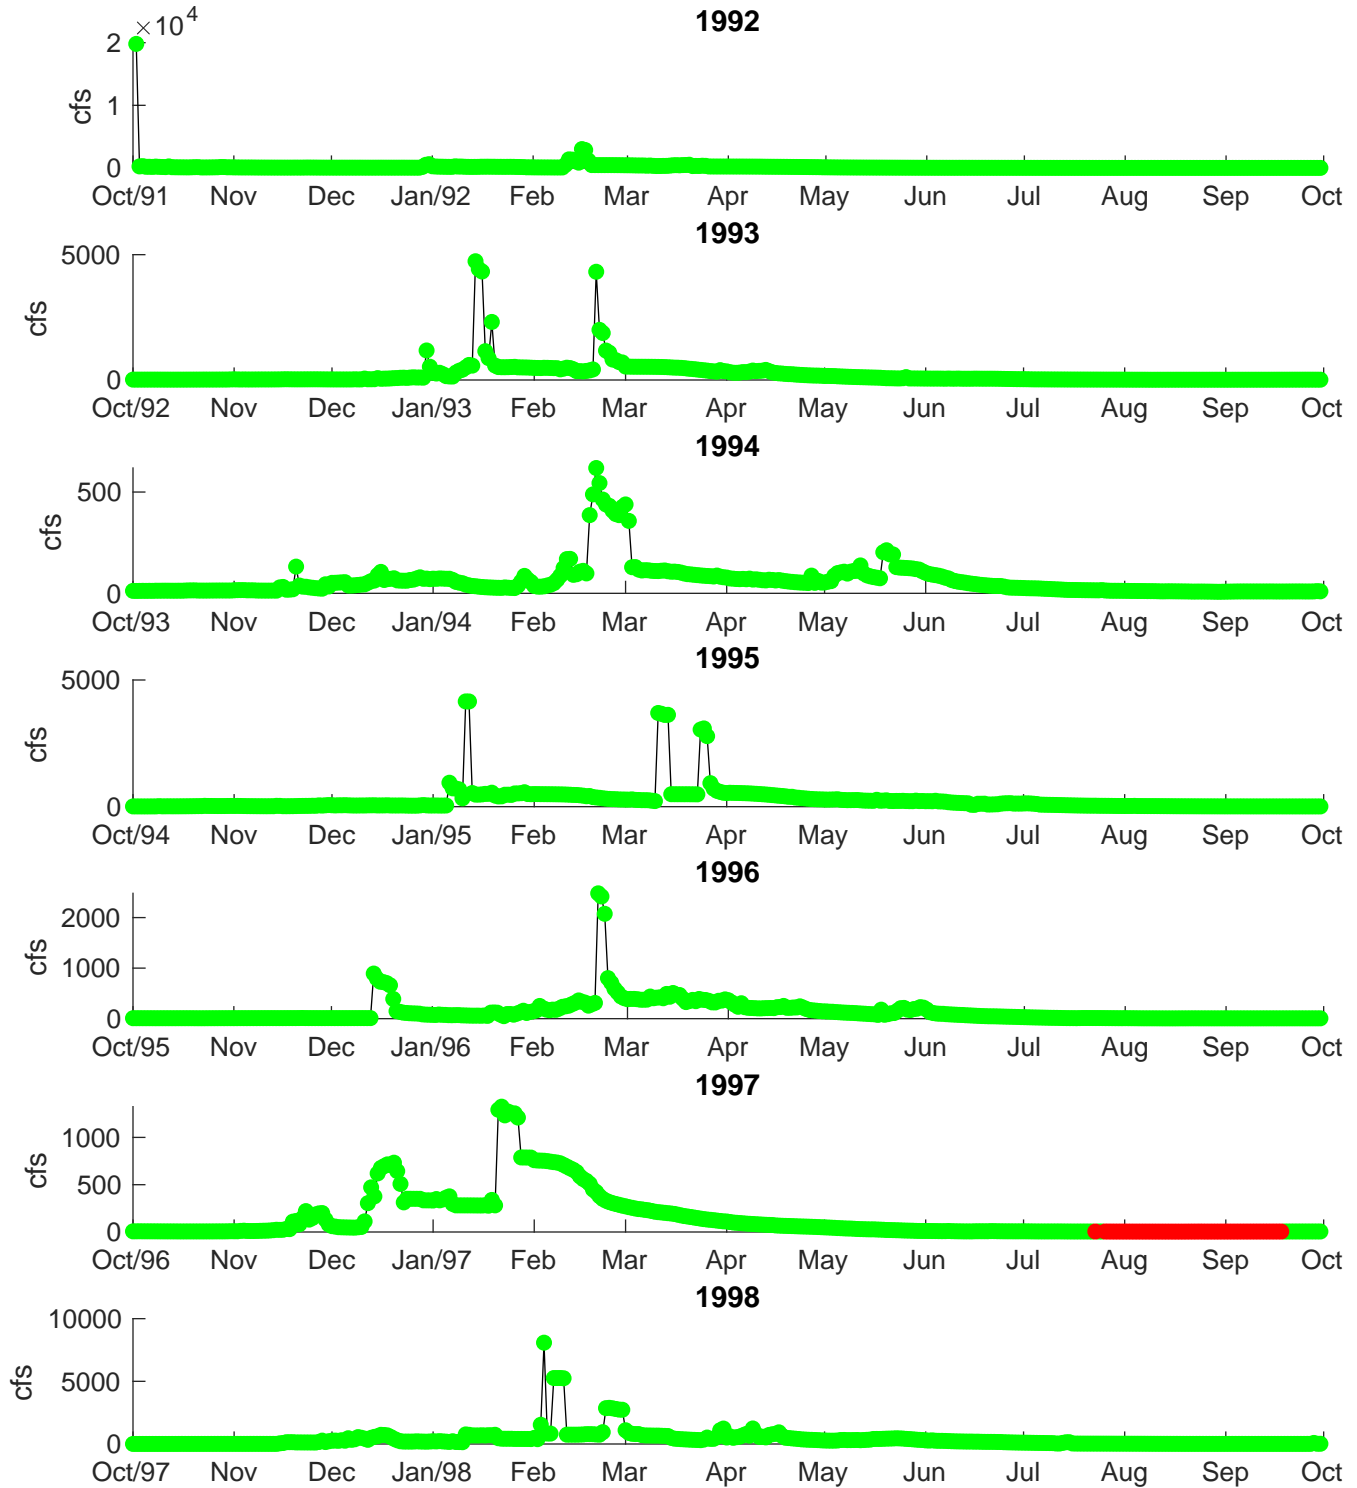 1992
×10^4
2
1
0
cfs
Oct/91 Nov Dec Jan/92 Feb Mar Apr May Jun Jul Aug Sep Oct
1993
5000
0
cfs
Oct/92 Nov Dec Jan/93 Feb Mar Apr May Jun Jul Aug Sep Oct
1994
500
0
cfs
Oct/93 Nov Dec Jan/94 Feb Mar Apr May Jun Jul Aug Sep Oct
1995
5000
0
cfs
Oct/94 Nov Dec Jan/95 Feb Mar Apr May Jun Jul Aug Sep Oct
1996
2000
1000
0
cfs
Oct/95 Nov Dec Jan/96 Feb Mar Apr May Jun Jul Aug Sep Oct
1997
1000
500
0
cfs
Oct/96 Nov Dec Jan/97 Feb Mar Apr May Jun Jul Aug Sep Oct
1998
10000
5000
0
cfs
Oct/97 Nov Dec Jan/98 Feb Mar Apr May Jun Jul Aug Sep Oct